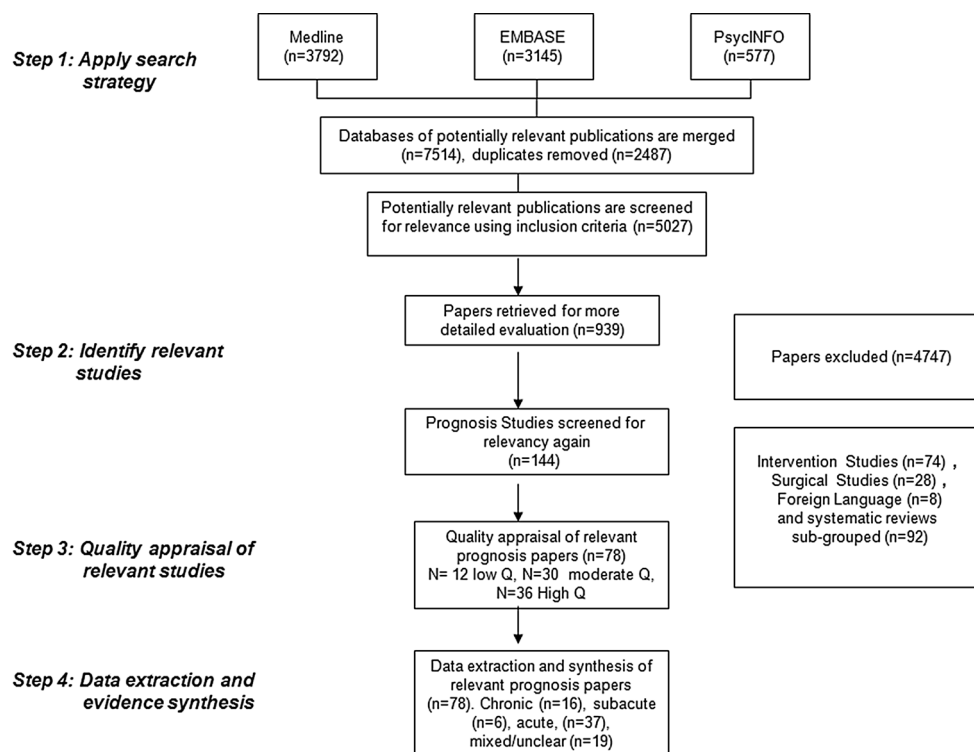 Step 1: Apply search
strategy
Medline
(n=3792)
EMBASE
(n=3145)
PsycINFO
(n=577)
Databases of potentially relevant publications are merged
(n=7514), duplicates removed (n=2487)
Potentially relevant publications are screened
for relevance using inclusion criteria (n=5027)
Step 2: Identify relevant
studies
Papers retrieved for more
detailed evaluation (n=939)
Papers excluded (n=4747)
Prognosis Studies screened for
relevancy again
(n=144)
Intervention Studies (n=74) ,
Surgical Studies (n=28) ,
Foreign Language (n=8)
and systematic reviews
sub-grouped (n=92)
Step 3: Quality appraisal of
relevant studies
Quality appraisal of relevant
prognosis papers (n=78)
N= 12 low Q, N=30 moderate Q,
N=36 High Q
Step 4: Data extraction and
evidence synthesis
Data extraction and synthesis of
relevant prognosis papers
(n=78). Chronic (n=16), subacute
(n=6), acute, (n=37),
mixed/unclear (n=19)